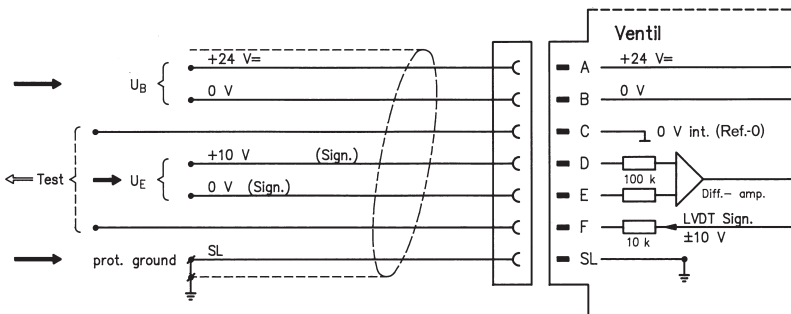 Ventil
+24 V= A +24 V=
U_B
0 V B 0 V
C 0 V int. (Ref.-0)
+10 V (Sign.) D
100 k
Test U_E
0 V (Sign.) E Diff.- amp.
F LVDT Sign.
10 k ±10 V
prot. ground SL SL